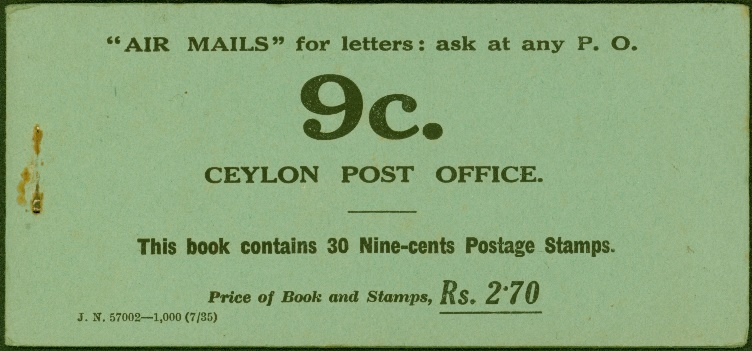 “AIR MAILS” for letters: ask at any P. O.
9c.
CEYLON POST OFFICE.
This book contains 30 Nine-cents Postage Stamps.
Price of Book and Stamps, Rs. 2·70
J. N. 57002—1,000 (7/35)